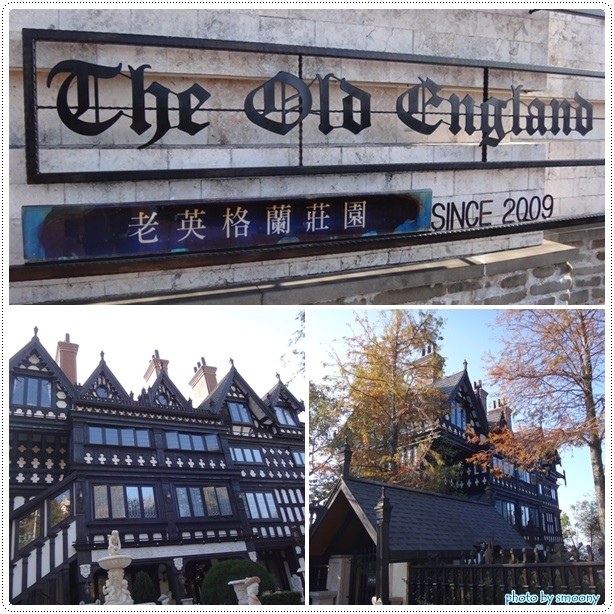 The Old England
老英格蘭莊園 SINCE 2009
photo by smoony